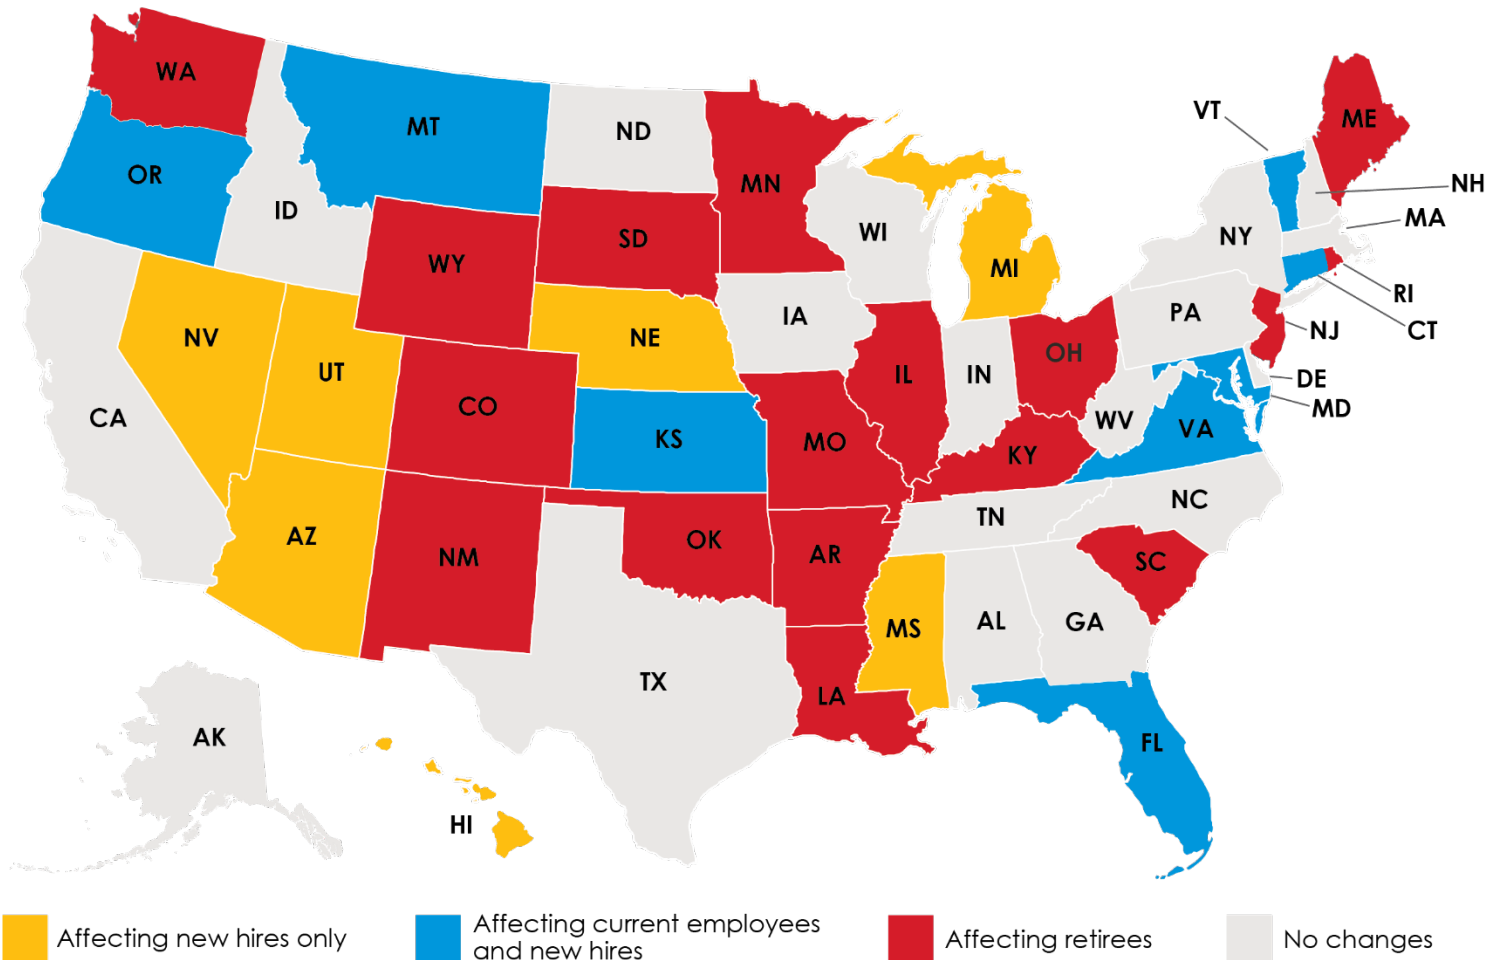 WA
ME
VT
MT
ND
OR
MN
NH
ID
MA
SD
WI
NY
WY
MI
RI
IA
PA
NV
NE
NJ
CT
OH
UT
IL
IN
DE
CO
MD
CA
WV
VA
KS
MO
KY
NC
TN
AZ
OK
NM
AR
SC
MS
AL
GA
TX
LA
AK
FL
HI
Affecting new hires only
Affecting current employees
and new hires
Affecting retirees
No changes